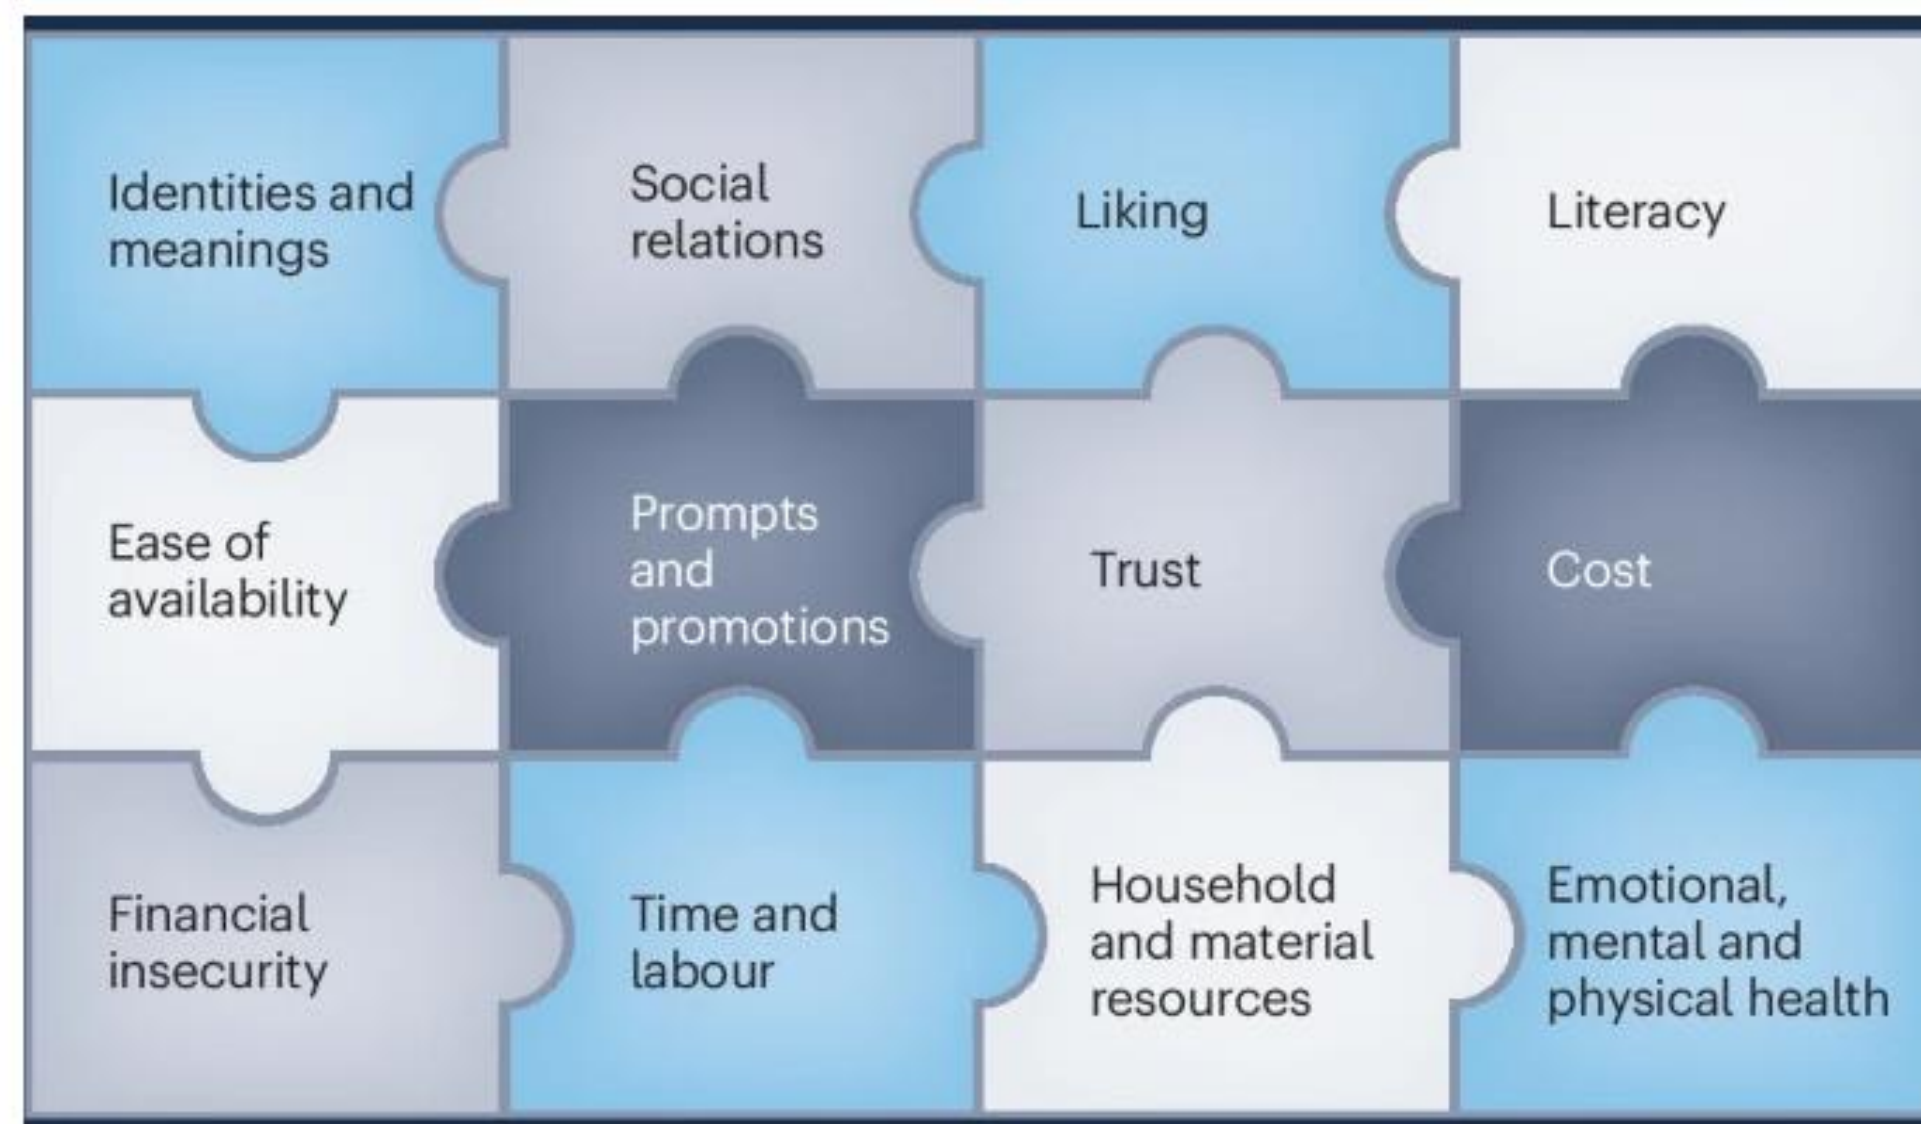 Identities and
meanings
Social
relations
Liking
Literacy
Ease of
availability
Prompts
and
promotions
Trust
Cost
Financial
insecurity
Time and
labour
Household
and material
resources
Emotional,
mental and
physical health